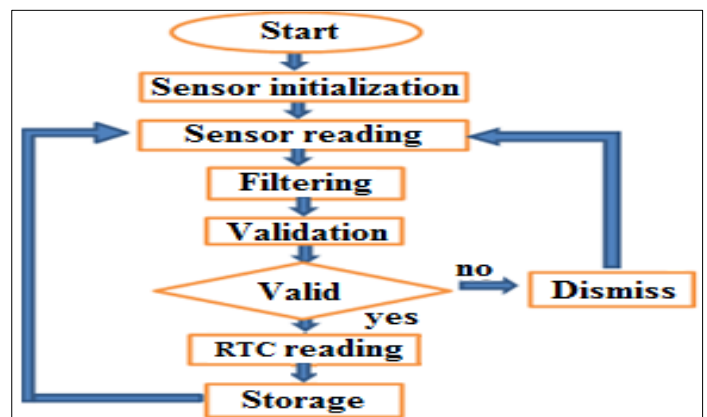 Start
Sensor initialization
Sensor reading
Filtering
Validation
Valid
no
Dismiss
yes
RTC reading
Storage